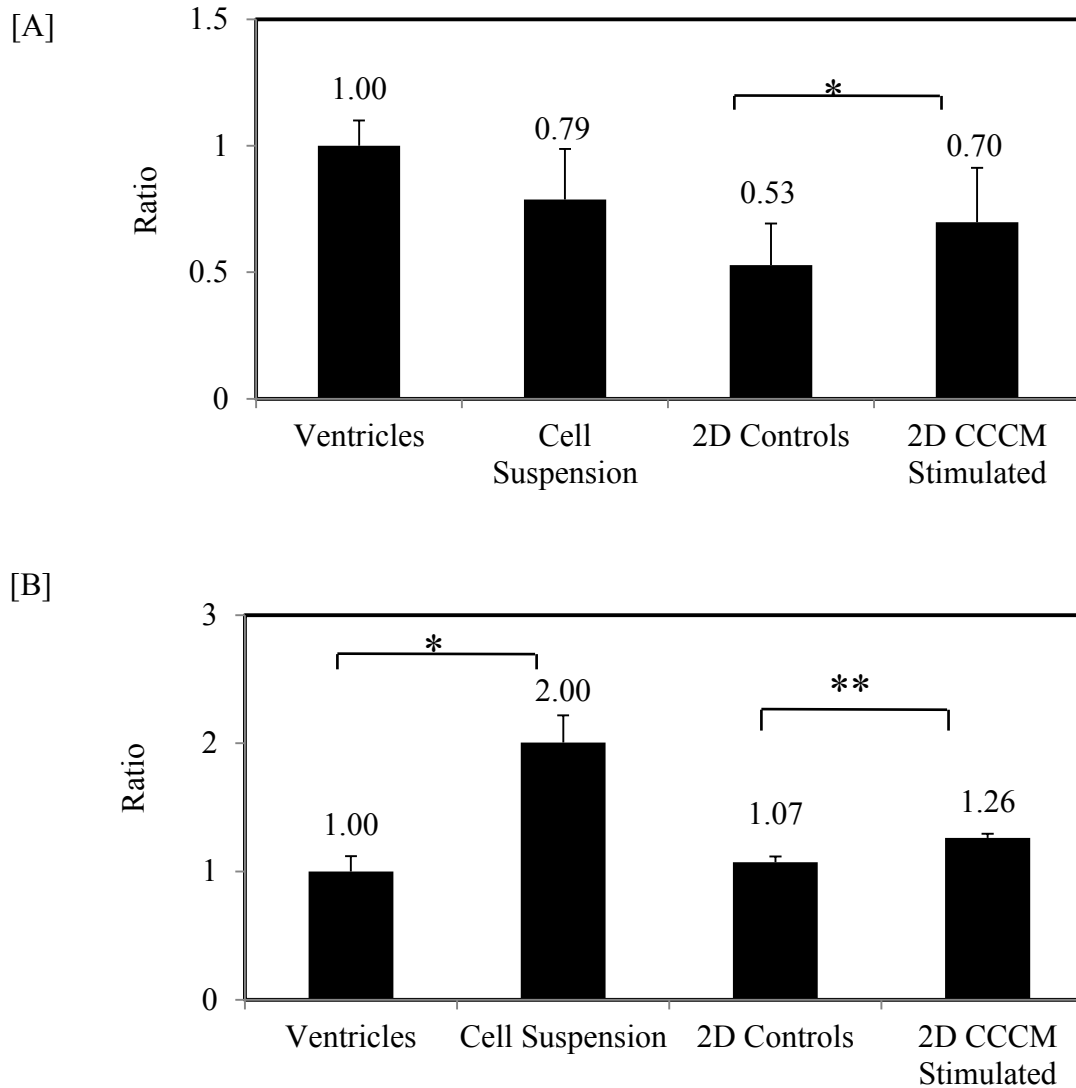 [A]
1.5
1
0.5
0
Ratio
1.00
0.79
0.53
0.70
*
Ventricles
Cell
Suspension
2D Controls
2D CCCM
Stimulated
[B]
3
2
1
0
Ratio
*
**
1.00
2.00
1.07
1.26
Ventricles
Cell Suspension
2D Controls
2D CCCM
Stimulated